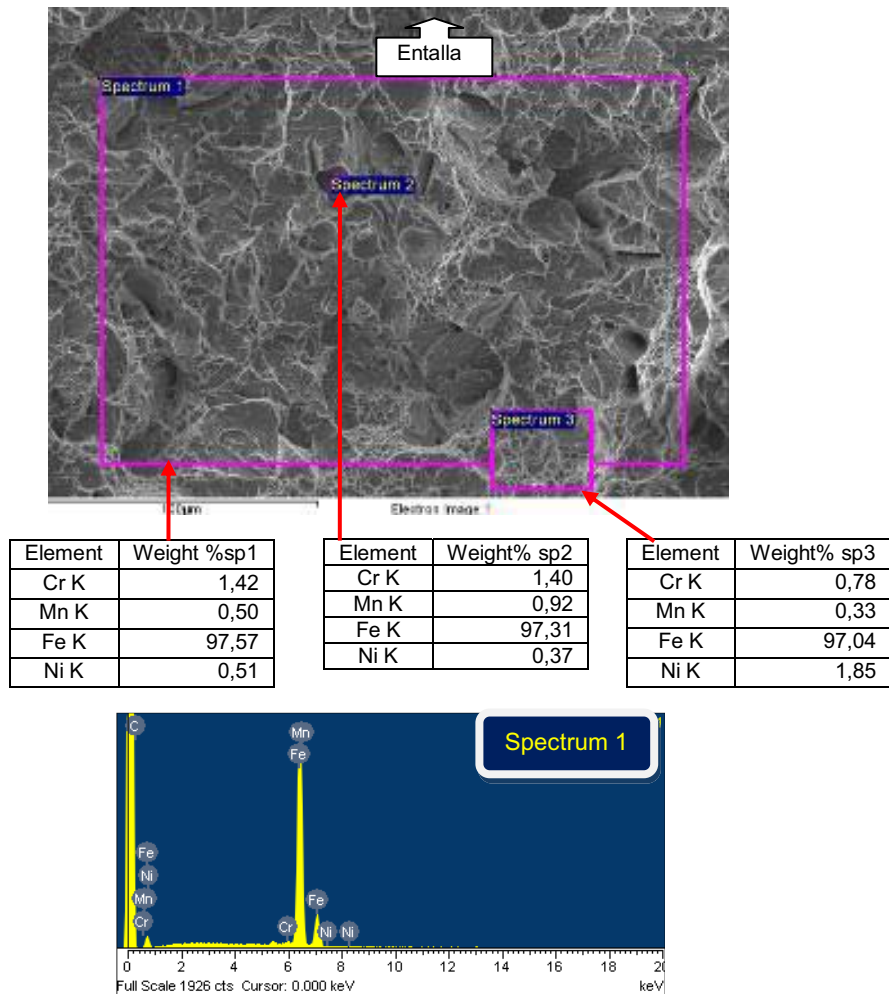 Entalla
Spectrum 1
Spectrum 2
Spectrum 3
Electron Image 1
Element Weight %sp1
Cr K 1,42
Mn K 0,50
Fe K 97,57
Ni K 0,51
Element Weight% sp2
Cr K 1,40
Mn K 0,92
Fe K 97,31
Ni K 0,37
Element Weight% sp3
Cr K 0,78
Mn K 0,33
Fe K 97,04
Ni K 1,85
Spectrum 1
C
Mn
Fe
Fe
Ni
Mn
Cr
Fe
Cr
Ni
Ni
0 2 4 6 8 10 12 14 16 18
Full Scale 1926 cts Cursor: 0.000 keV
keV